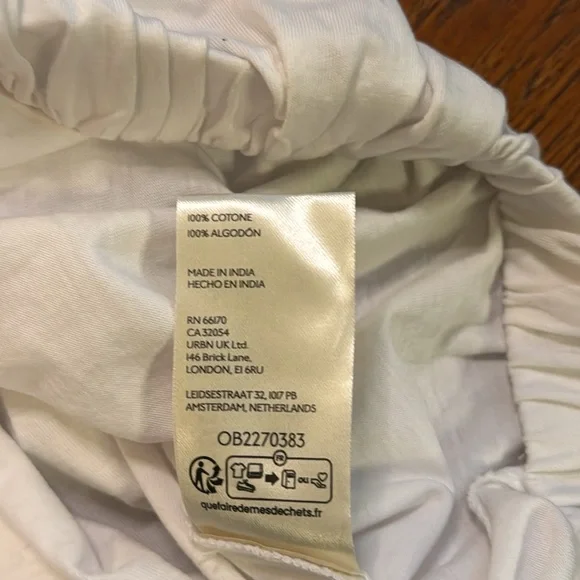 100% COTONE
100% ALGODÓN
MADE IN INDIA
HECHO EN INDIA
RN 66170
CA 32054
URBN UK Ltd.
146 Brick Lane,
LONDON, E1 6RU
LEIDSESTRAAT 32, 1017 PB
AMSTERDAM, NETHERLANDS
OB2270383
FR
OU
quefairedemesdechets.fr